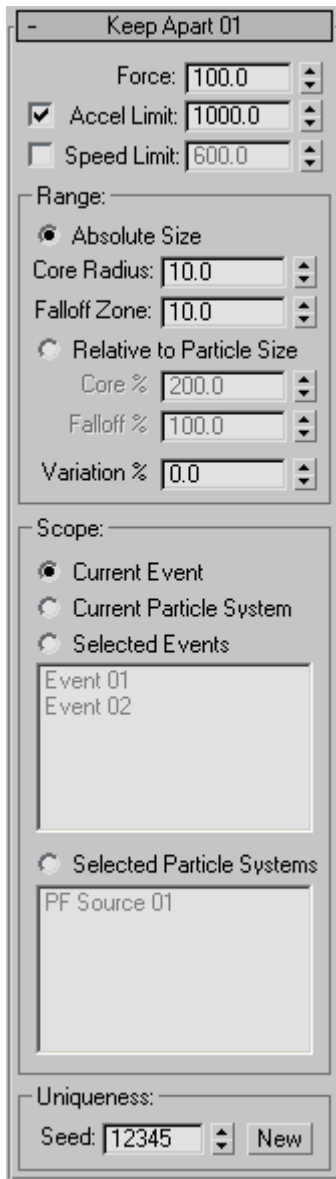 - Keep Apart 01
Force: 100.0
Accel Limit: 1000.0
Speed Limit: 600.0
Range:
Absolute Size
Core Radius: 10.0
Falloff Zone: 10.0
Relative to Particle Size
Core % 200.0
Falloff % 100.0
Variation % 0.0
Scope:
Current Event
Current Particle System
Selected Events
Event 01
Event 02
Selected Particle Systems
PF Source 01
Uniqueness:
Seed: 12345 New